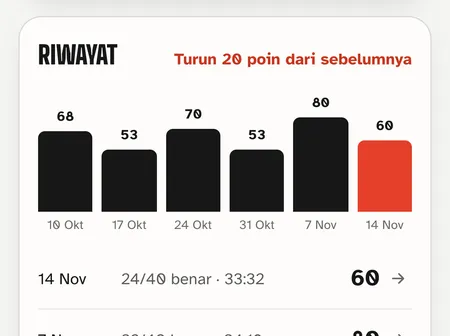 RIWAYAT
Turun 20 poin dari sebelumnya
68 53 70 53 80 60
10 Okt 17 Okt 24 Okt 31 Okt 7 Nov 14 Nov
14 Nov 24/40 benar · 33:32 60 →